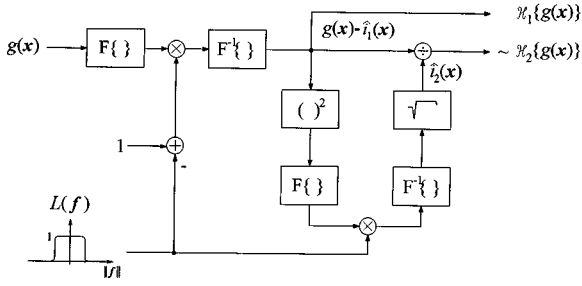 g(x)-î₁(x)
ℋ₁{g(x)}
g(x)
F{ }
×
F⁻¹{ }
÷
~ ℋ₂{g(x)}
î₂(x)
( )²
√
1
+
-
F{ }
F⁻¹{ }
L(f)
×
1
‖f‖